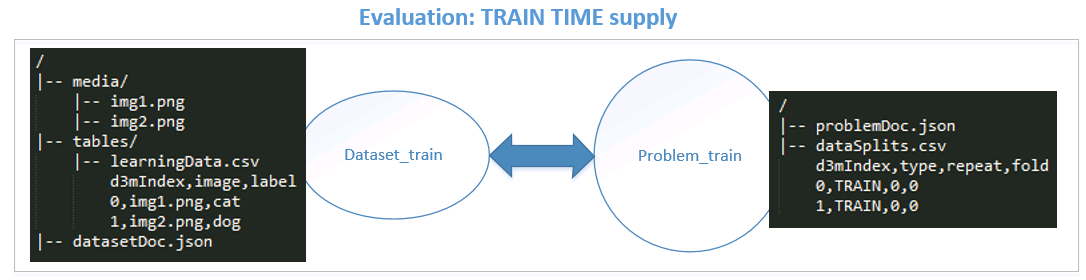 Evaluation: TRAIN TIME supply
/
|-- media/
|-- img1.png
|-- img2.png
|-- tables/
|-- learningData.csv
d3mIndex,image,label
0,img1.png,cat
1,img2.png,dog
|-- datasetDoc.json
Dataset_train
Problem_train
/
|-- problemDoc.json
|-- dataSplits.csv
d3mIndex,type,repeat,fold
0,TRAIN,0,0
1,TRAIN,0,0